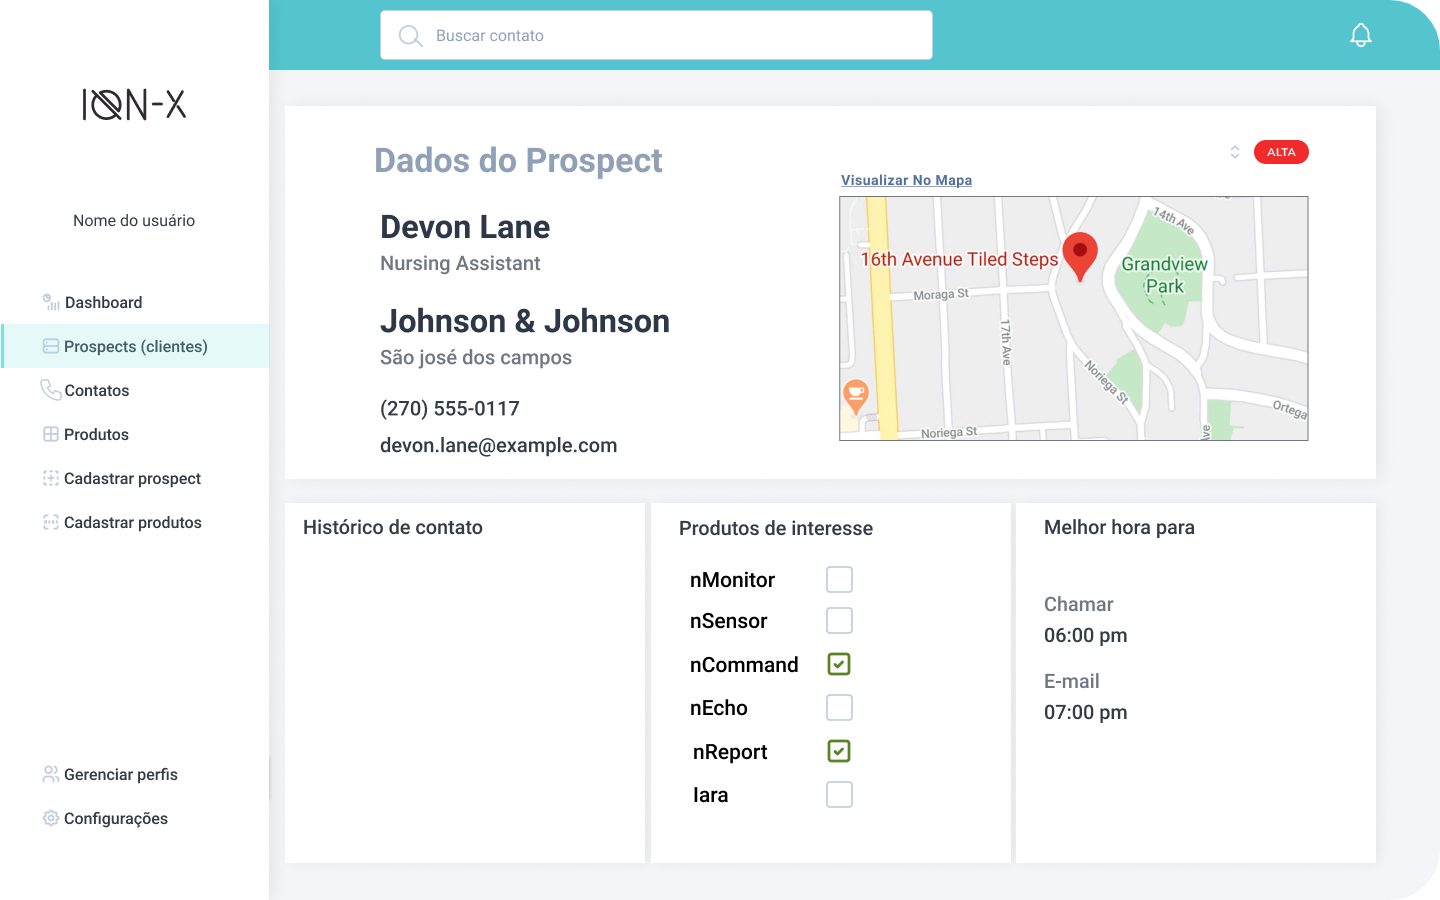 ION-X
Nome do usuário
Dashboard
Prospects (clientes)
Contatos
Produtos
Cadastrar prospect
Cadastrar produtos
Gerenciar perfis
Configurações
Buscar contato
Dados do Prospect
ALTA
Devon Lane
Nursing Assistant
Johnson & Johnson
São josé dos campos
(270) 555-0117
devon.lane@example.com
Visualizar No Mapa
14th Ave
16th Avenue Tiled Steps
Grandview
Park
Moraga St
17th Ave
Noriega St
Ortega
Noriega St
Ave
Histórico de contato
Produtos de interesse
nMonitor
nSensor
nCommand
nEcho
nReport
Iara
Melhor hora para
Chamar
06:00 pm
E-mail
07:00 pm